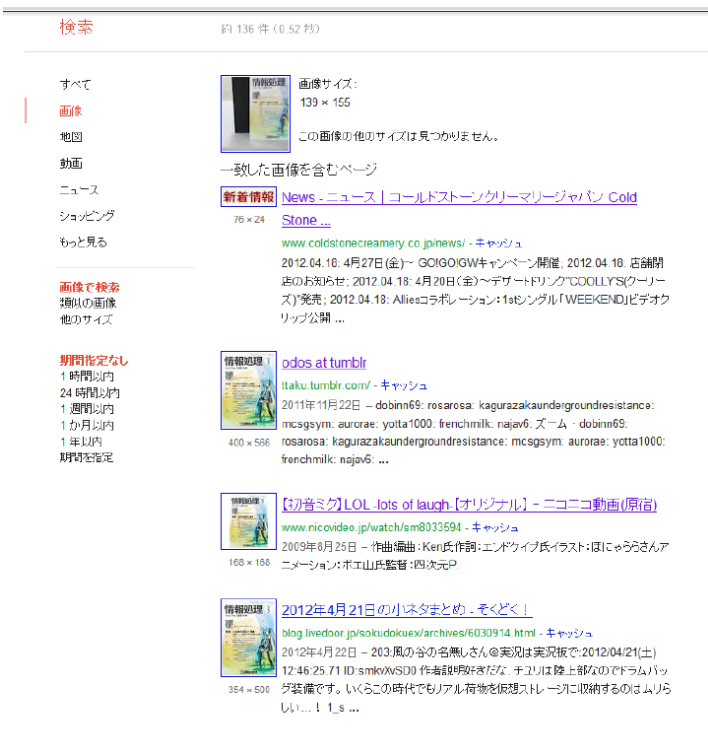 検索
約 136 件 (0.52 秒)
すべて
画像
地図
動画
ニュース
ショッピング
もっと見る
画像で検索
類似の画像
他のサイズ
期間指定なし
1 時間以内
24 時間以内
1 週間以内
1 か月以内
1 年以内
期間を指定
情報処理
画像サイズ:
139 × 155
この画像の他のサイズは見つかりません。
一致した画像を含むページ
新着情報
76 × 24
News - ニュース | コールドストーンクリーマリージャパン Cold
Stone ...
www.coldstonecreamery.co.jp/news/ - キャッシュ
2012.04.18: 4月27日(金)～ GO!GO!GWキャンペーン開催; 2012.04.18: 店舗閉
店のお知らせ; 2012.04.18: 4月20日(金)～デザートドリンク"COOLLY'S(クーリー
ズ)"発売; 2012.04.18: Alliesコラボレーション:1stシングル「WEEKEND」ビデオク
リップ公開 ...
情報処理
400 × 566
odos at tumblr
ttaku.tumblr.com/ - キャッシュ
2011年11月22日 – dobinn69: rosarosa: kagurazakaundergroundresistance:
mcsgsym: aurorae: yotta1000: frenchmilk: najav6: ズーム · dobinn69:
rosarosa: kagurazakaundergroundresistance: mcsgsym: aurorae: yotta1000:
frenchmilk: najav6: ...
情報処理
168 × 168
【初音ミク】LOL -lots of laugh-【オリジナル】 - ニコニコ動画(原宿)
www.nicovideo.jp/watch/sm8033594 - キャッシュ
2009年8月25日 – 作曲編曲:Ken氏作詞:エンドケイプ氏イラスト:ほにゃららさんア
ニメーション:ボエ山氏監督:四次元P.
情報処理
354 × 500
2012年4月21日の小ネタまとめ - そくどく!
blog.livedoor.jp/sokudokuex/archives/6030914.html - キャッシュ
2012年4月22日 – 203:風の谷の名無しさん@実況は実況板で:2012/04/21(土)
12:46:25.71 ID:smkvXvSD0 作者説明好きだな. チユリは陸上部なのでドラムバッ
グ装備です。いくらこの時代でもリアル荷物を仮想ストレージに収納するのはムリら
しい...! 1_s ...